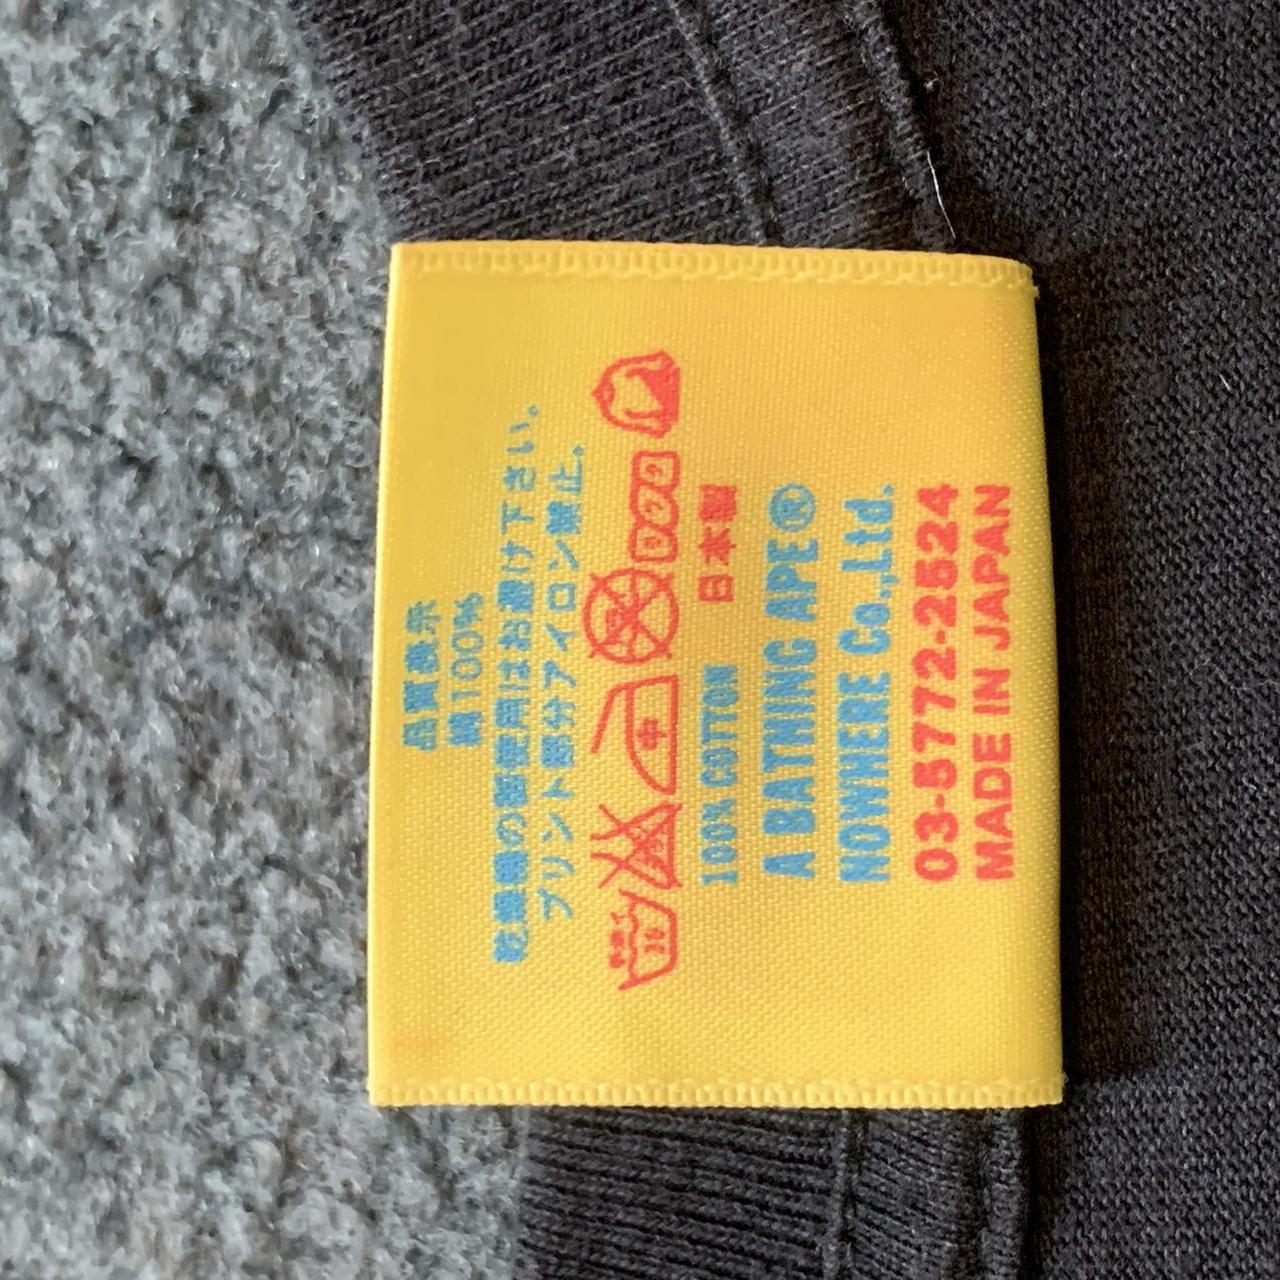 品質表示
綿100%
乾燥機の御使用はお避け下さい。
プリント部分アイロン禁止。
中
100% COTTON 日本製
A BATHING APE®
NOWHERE Co.,Ltd.
03-5772-2524
MADE IN JAPAN